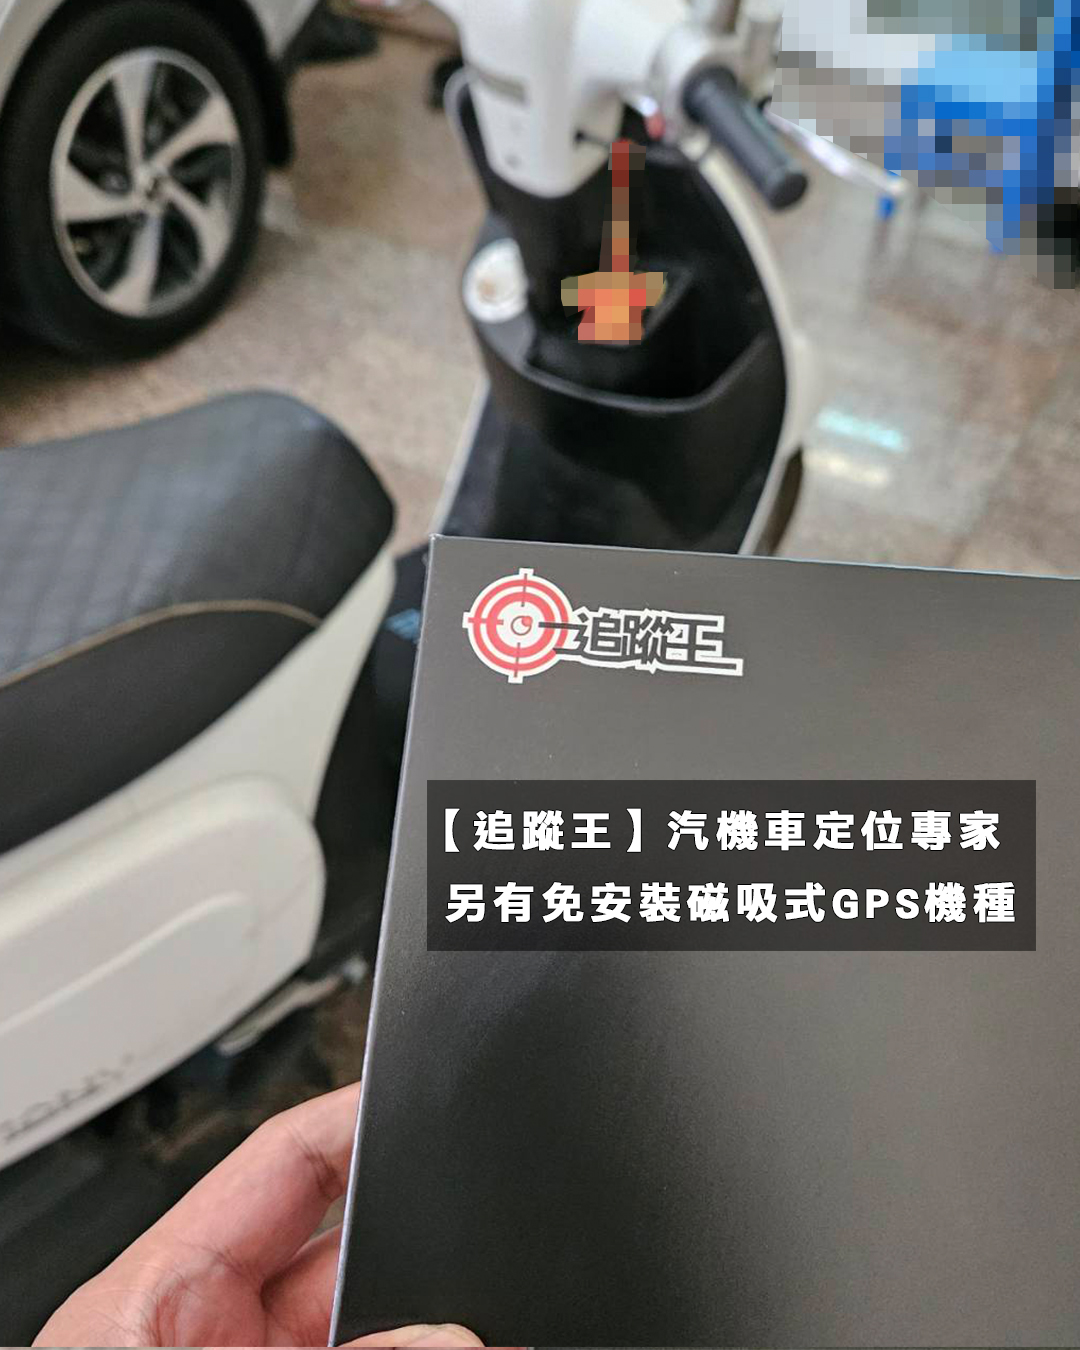 追蹤王
【追蹤王】汽機車定位專家
另有免安裝磁吸式GPS機種